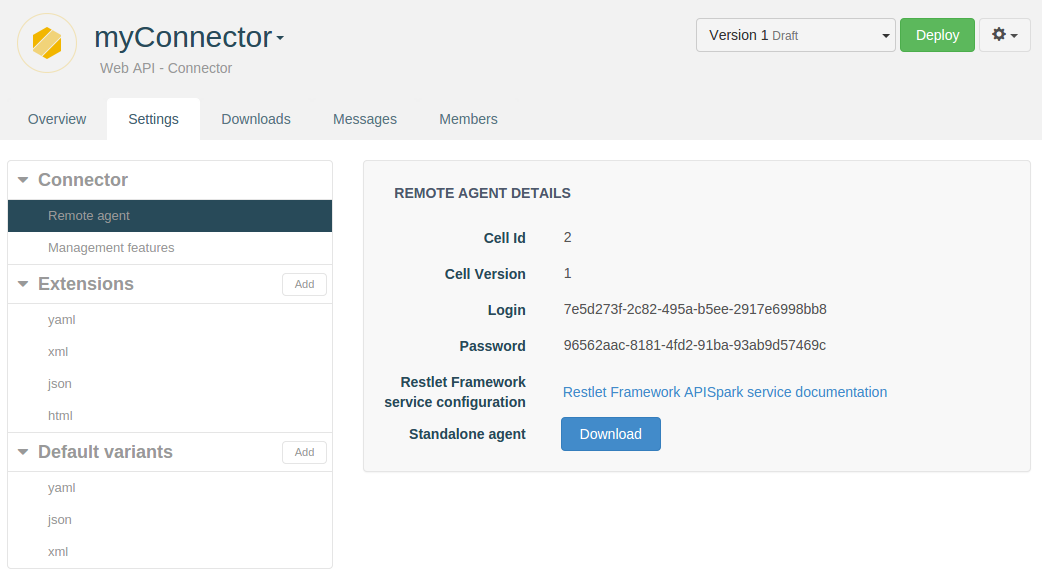 myConnector
Web API - Connector
Version 1 Draft
Deploy
Overview
Settings
Downloads
Messages
Members
Connector
Remote agent
Management features
Extensions
Add
yaml
xml
json
html
Default variants
Add
yaml
json
xml
REMOTE AGENT DETAILS
Cell Id 2
Cell Version 1
Login 7e5d273f-2c82-495a-b5ee-2917e6998bb8
Password 96562aac-8181-4fd2-91ba-93ab9d57469c
Restlet Framework
service configuration
Restlet Framework APISpark service documentation
Standalone agent Download